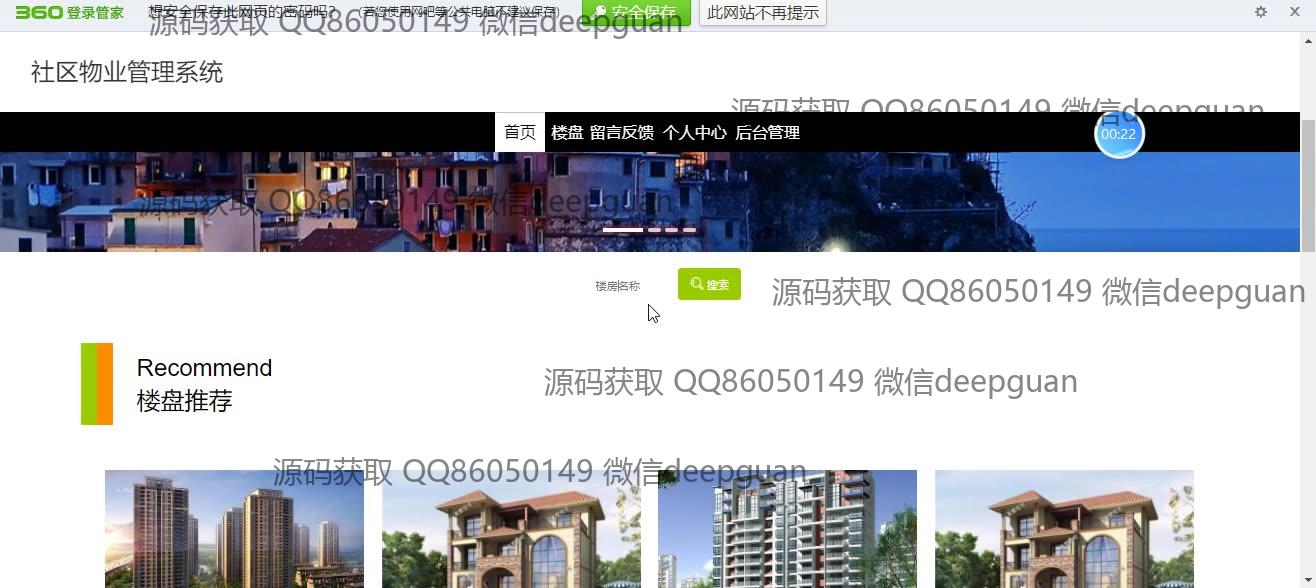 360 登录管家 想安全保存此网页的密码吗? (若您使用网吧等公共电脑不建议保存) 安全保存 此网站不再提示
源码获取 QQ86050149 微信deepguan
社区物业管理系统
源码获取 QQ86050149 微信deepguan
首页 楼盘 留言反馈 个人中心 后台管理
00:22
源码获取 QQ86050149 微信deepguan
楼房名称 搜索
源码获取 QQ86050149 微信deepguan
Recommend
楼盘推荐
源码获取 QQ86050149 微信deepguan
源码获取 QQ86050149 微信deepguan